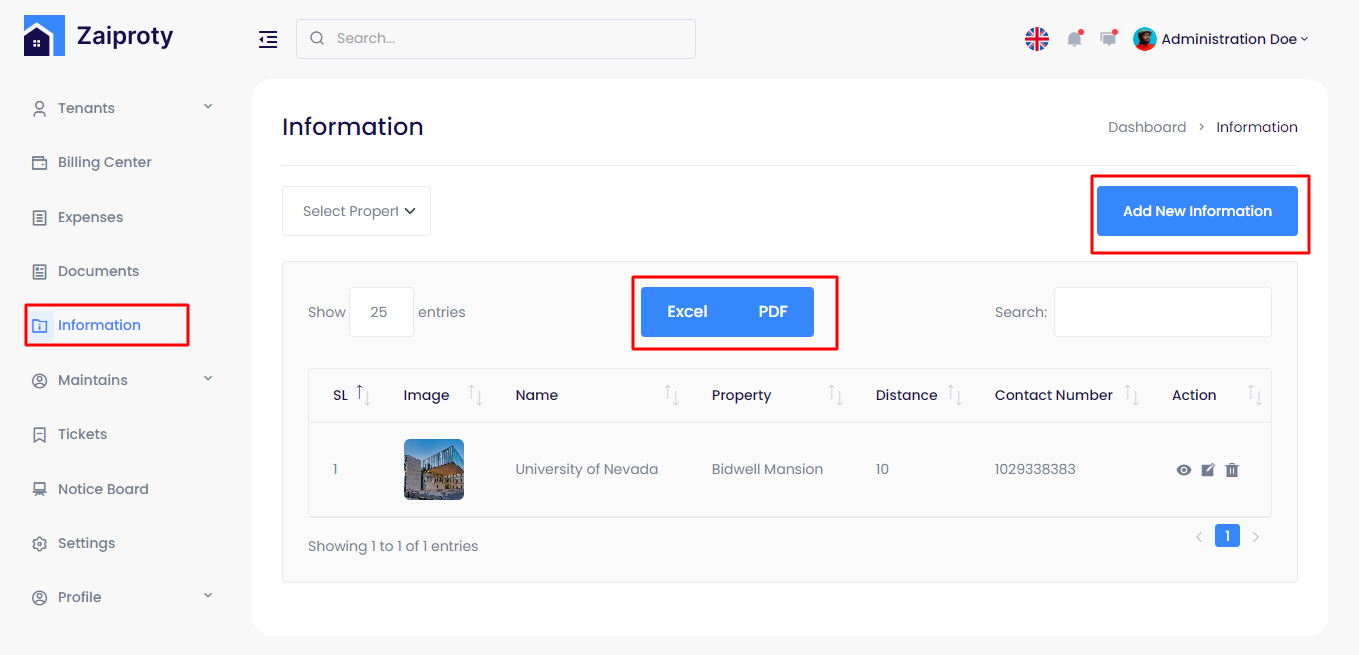 Zaiproty
Search...
Administration Doe
Tenants
Billing Center
Expenses
Documents
Information
Maintains
Tickets
Notice Board
Settings
Profile
Information
Dashboard > Information
Select Propert
Add New Information
Show 25 entries
Excel PDF
Search:
SL Image Name Property Distance Contact Number Action
1 University of Nevada Bidwell Mansion 10 1029338383
Showing 1 to 1 of 1 entries
< 1 >